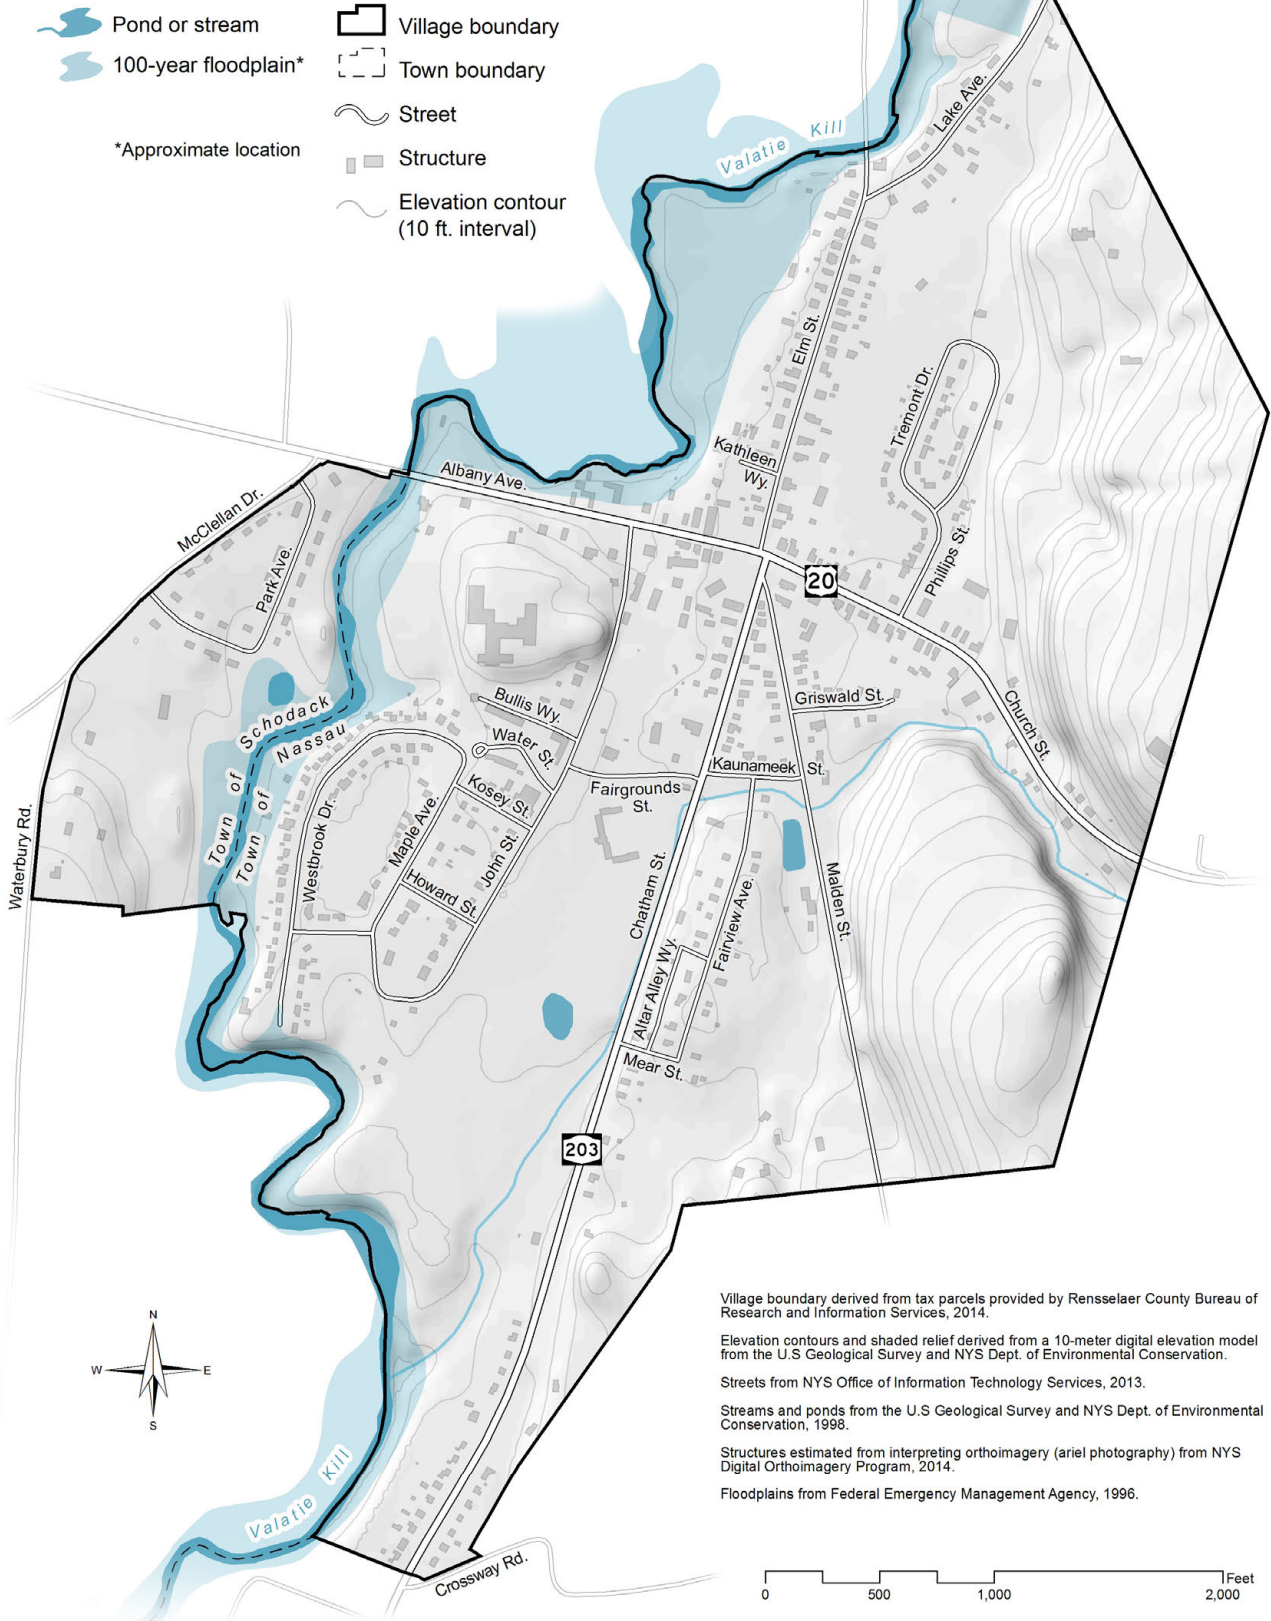 Pond or stream
100-year floodplain*
*Approximate location
Village boundary
Town boundary
Street
Structure
Elevation contour
(10 ft. interval)
Valatie Kill
Lake Ave.
Elm St.
Tremont Dr.
Kathleen
Wy.
Albany Ave.
McClellan Dr.
Park Ave.
20
Phillips St.
Bullis Wy.
Griswald St.
Church St.
Town of Schodack
Town of Nassau
Water St.
Kaunameek St.
Fairgrounds
St.
Kosey St.
Westbrook Dr.
Maple Ave.
John St.
Howard St.
Waterbury Rd.
Chatham St.
Malden St.
Fairview Ave.
Altar Alley Wy.
Mear St.
203
N
W
E
S
Valatie Kill
Crossway Rd.
Village boundary derived from tax parcels provided by Rensselaer County Bureau of
Research and Information Services, 2014.
Elevation contours and shaded relief derived from a 10-meter digital elevation model
from the U.S Geological Survey and NYS Dept. of Environmental Conservation.
Streets from NYS Office of Information Technology Services, 2013.
Streams and ponds from the U.S Geological Survey and NYS Dept. of Environmental
Conservation, 1998.
Structures estimated from interpreting orthoimagery (ariel photography) from NYS
Digital Orthoimagery Program, 2014.
Floodplains from Federal Emergency Management Agency, 1996.
Feet
0 500 1,000 2,000